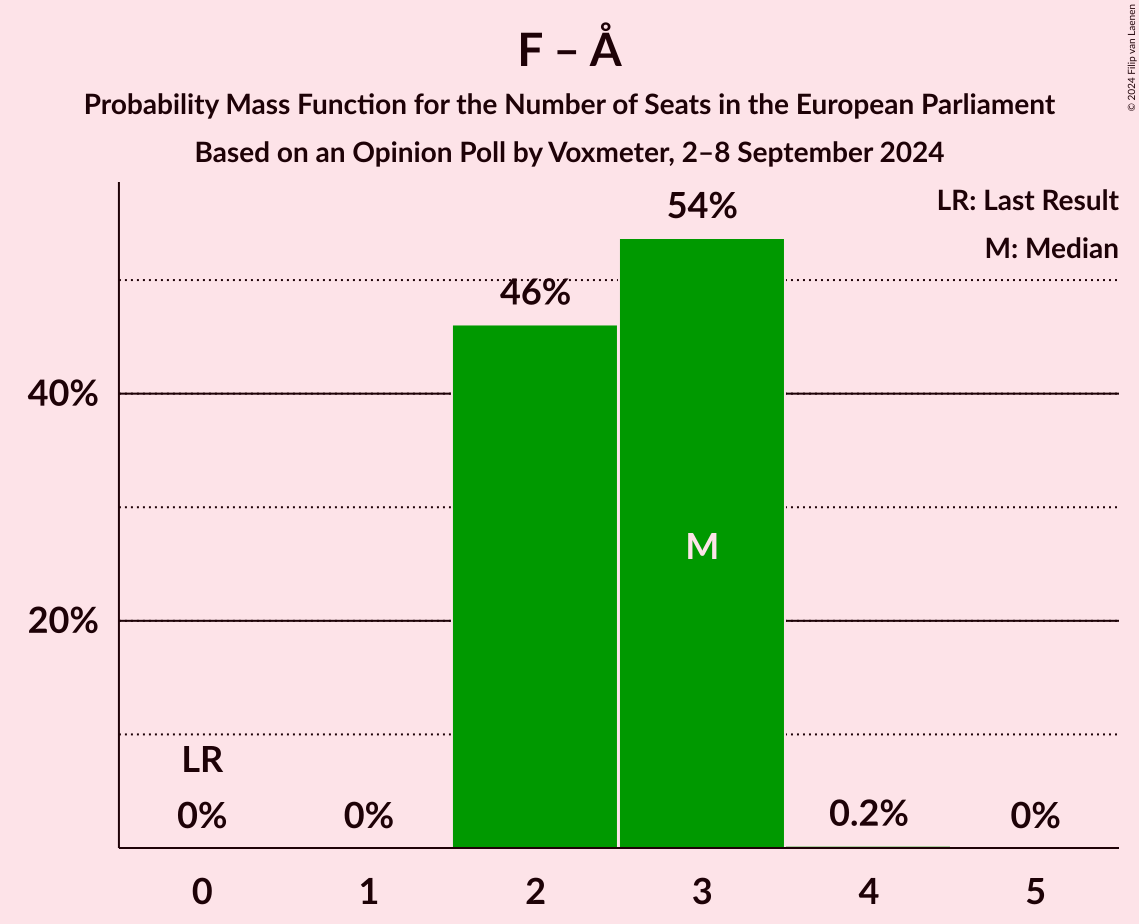 F – Å
Probability Mass Function for the Number of Seats in the European Parliament
Based on an Opinion Poll by Voxmeter, 2–8 September 2024
© 2024 Filip van Laenen
LR: Last Result
M: Median
54%
46%
40%
M
20%
LR
0%
0%
0.2%
0%
0
1
2
3
4
5